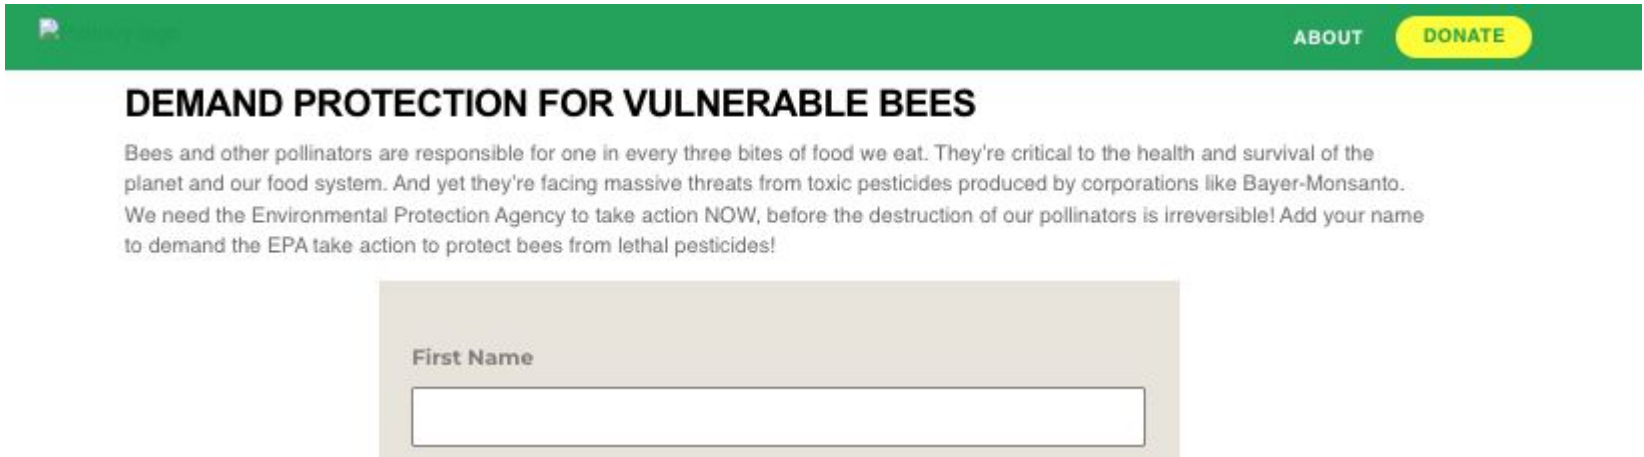 ABOUT DONATE
DEMAND PROTECTION FOR VULNERABLE BEES
Bees and other pollinators are responsible for one in every three bites of food we eat. They're critical to the health and survival of the
planet and our food system. And yet they're facing massive threats from toxic pesticides produced by corporations like Bayer-Monsanto.
We need the Environmental Protection Agency to take action NOW, before the destruction of our pollinators is irreversible! Add your name
to demand the EPA take action to protect bees from lethal pesticides!
First Name